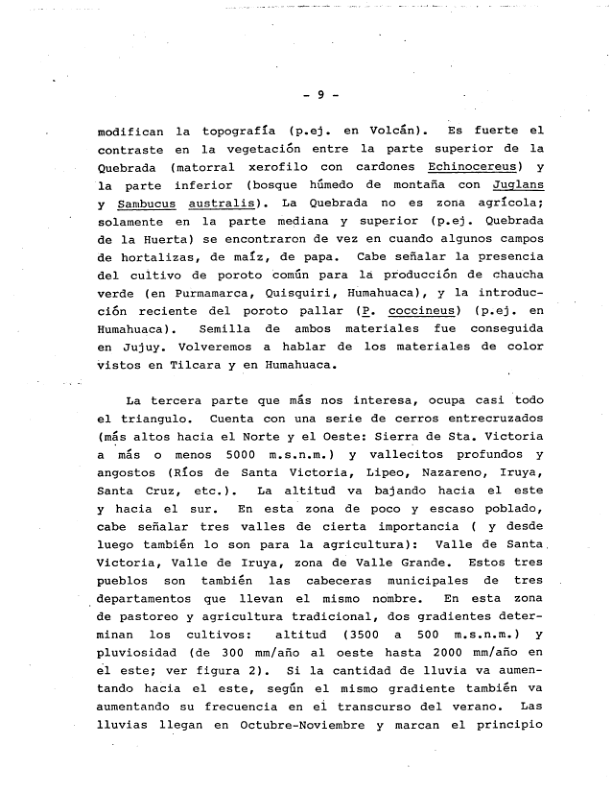 - 9 -
modifican la topografía (p.ej. en Volcán). Es fuerte el
contraste en la vegetación entre la parte superior de la
Quebrada (matorral xerofilo con cardones Echinocereus) y
la parte inferior (bosque húmedo de montaña con Juglans
y Sambucus australis). La Quebrada no es zona agrícola;
solamente en la parte mediana y superior (p.ej. Quebrada
de la Huerta) se encontraron de vez en cuando algunos campos
de hortalizas, de maíz, de papa. Cabe señalar la presencia
del cultivo de poroto común para la producción de chaucha
verde (en Purmamarca, Quisquiri, Humahuaca), y la introduc-
ción reciente del poroto pallar (P. coccineus) (p.ej. en
Humahuaca). Semilla de ambos materiales fue conseguida
en Jujuy. Volveremos a hablar de los materiales de color
vistos en Tilcara y en Humahuaca.
La tercera parte que más nos interesa, ocupa casi todo
el triangulo. Cuenta con una serie de cerros entrecruzados
(más altos hacia el Norte y el Oeste: Sierra de Sta. Victoria
a más o menos 5000 m.s.n.m.) y vallecitos profundos y
angostos (Ríos de Santa Victoria, Lipeo, Nazareno, Iruya,
Santa Cruz, etc.). La altitud va bajando hacia el este
y hacia el sur. En esta zona de poco y escaso poblado,
cabe señalar tres valles de cierta importancia ( y desde
luego también lo son para la agricultura): Valle de Santa
Victoria, Valle de Iruya, zona de Valle Grande. Estos tres
pueblos son también las cabeceras municipales de tres
departamentos que llevan el mismo nombre. En esta zona
de pastoreo y agricultura tradicional, dos gradientes deter-
minan los cultivos: altitud (3500 a 500 m.s.n.m.) y
pluviosidad (de 300 mm/año al oeste hasta 2000 mm/año en
el este; ver figura 2). Si la cantidad de lluvia va aumen-
tando hacia el este, según el mismo gradiente también va
aumentando su frecuencia en el transcurso del verano. Las
lluvias llegan en Octubre-Noviembre y marcan el principio